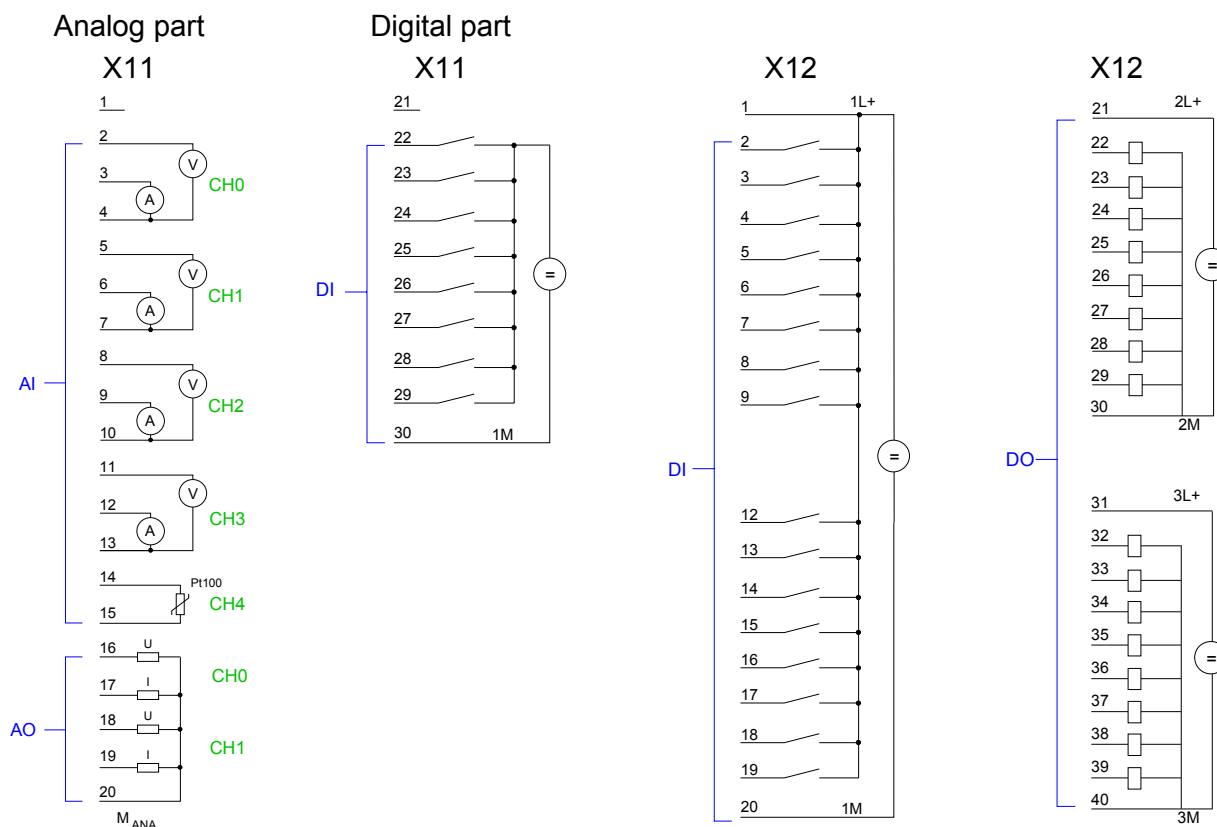 Analog part
X11
1
2
V
3
A
CH0
4
5
V
6
A
CH1
7
8
V
9
A
CH2
10
11
V
12
A
CH3
13
14
Pt100
CH4
15
AI
16
U
CH0
17
I
18
U
CH1
19
I
20
M ANA
AO
Digital part
X11
21
22
23
24
25
26
27
28
29
30
1M
DI
=
X12
1
1L+
2
3
4
5
6
7
8
9
12
13
14
15
16
17
18
19
20
1M
DI
=
X12
21
2L+
22
23
24
25
26
27
28
29
30
2M
=
DO
31
3L+
32
33
34
35
36
37
38
39
40
3M
=